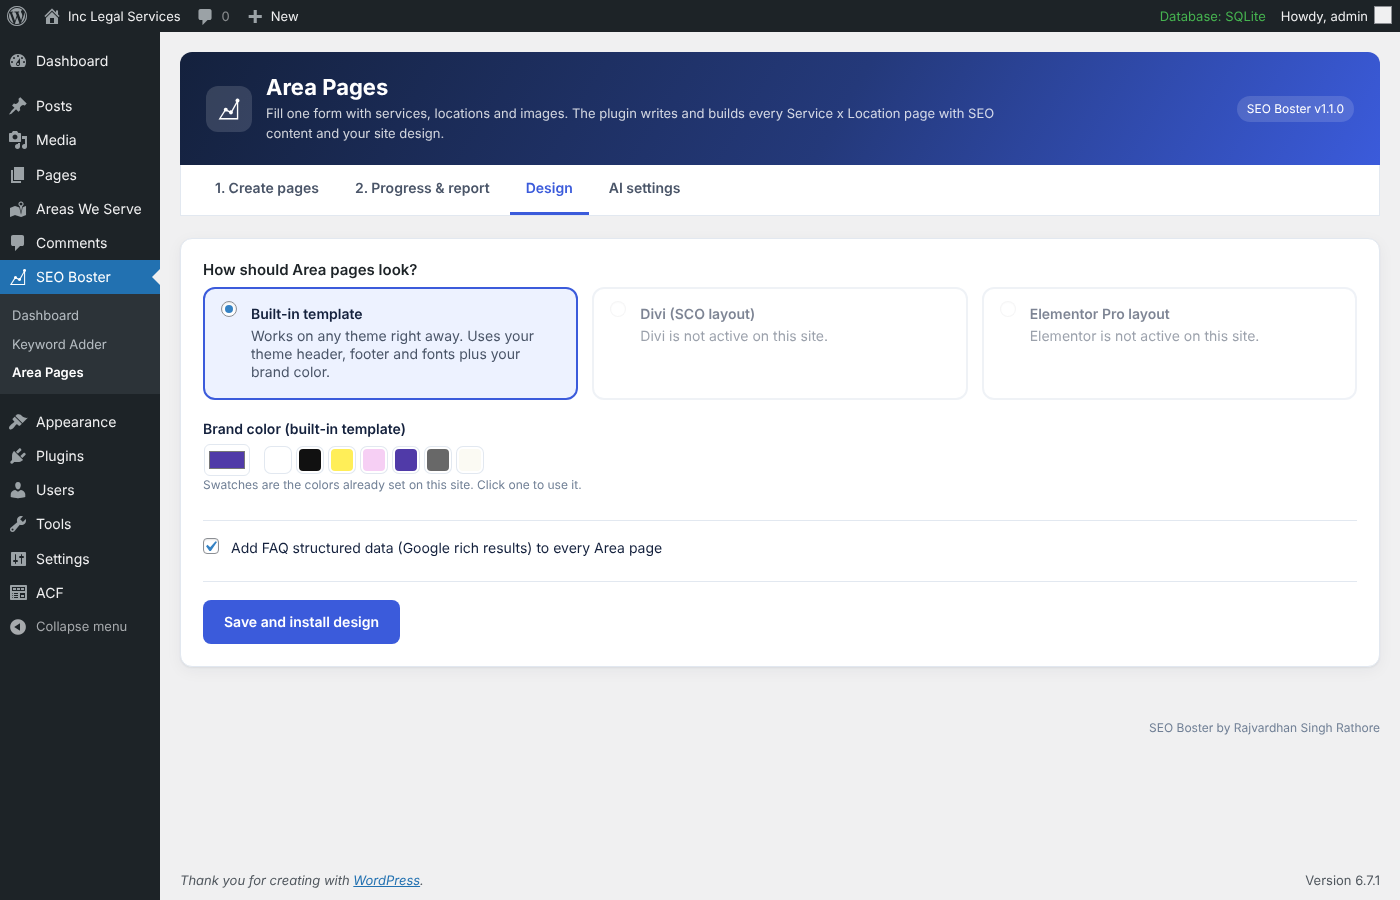 Inc Legal Services
0
New
Database: SQLite
Howdy, admin
Dashboard
Posts
Media
Pages
Areas We Serve
Comments
SEO Boster
Dashboard
Keyword Adder
Area Pages
Appearance
Plugins
Users
Tools
Settings
ACF
Collapse menu
Area Pages
Fill one form with services, locations and images. The plugin writes and builds every Service x Location page with SEO
content and your site design.
SEO Boster v1.1.0
1. Create pages
2. Progress & report
Design
AI settings
How should Area pages look?
Built-in template
Works on any theme right away. Uses your
theme header, footer and fonts plus your
brand color.
Divi (SCO layout)
Divi is not active on this site.
Elementor Pro layout
Elementor is not active on this site.
Brand color (built-in template)
Swatches are the colors already set on this site. Click one to use it.
Add FAQ structured data (Google rich results) to every Area page
Save and install design
SEO Boster by Rajvardhan Singh Rathore
Thank you for creating with WordPress.
Version 6.7.1